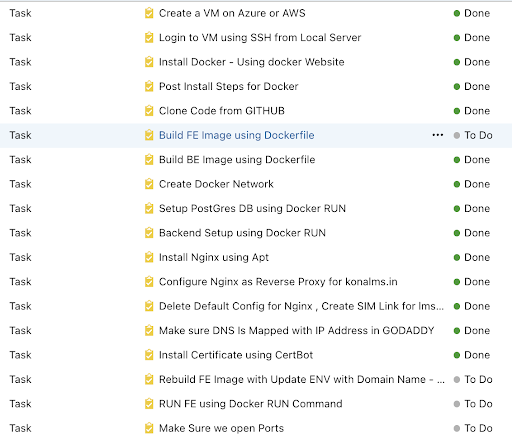 Task Create a VM on Azure or AWS Done
Task Login to VM using SSH from Local Server Done
Task Install Docker - Using docker Website Done
Task Post Install Steps for Docker Done
Task Clone Code from GITHUB Done
Task Build FE Image using Dockerfile ••• To Do
Task Build BE Image using Dockerfile Done
Task Create Docker Network Done
Task Setup PostGres DB using Docker RUN Done
Task Backend Setup using Docker RUN Done
Task Install Nginx using Apt Done
Task Configure Nginx as Reverse Proxy for konalms.in Done
Task Delete Default Config for Nginx , Create SIM Link for lms... Done
Task Make sure DNS Is Mapped with IP Address in GODADDY Done
Task Install Certificate using CertBot Done
Task Rebuild FE Image with Update ENV with Domain Name - ... To Do
Task RUN FE using Docker RUN Command To Do
Task Make Sure we open Ports To Do